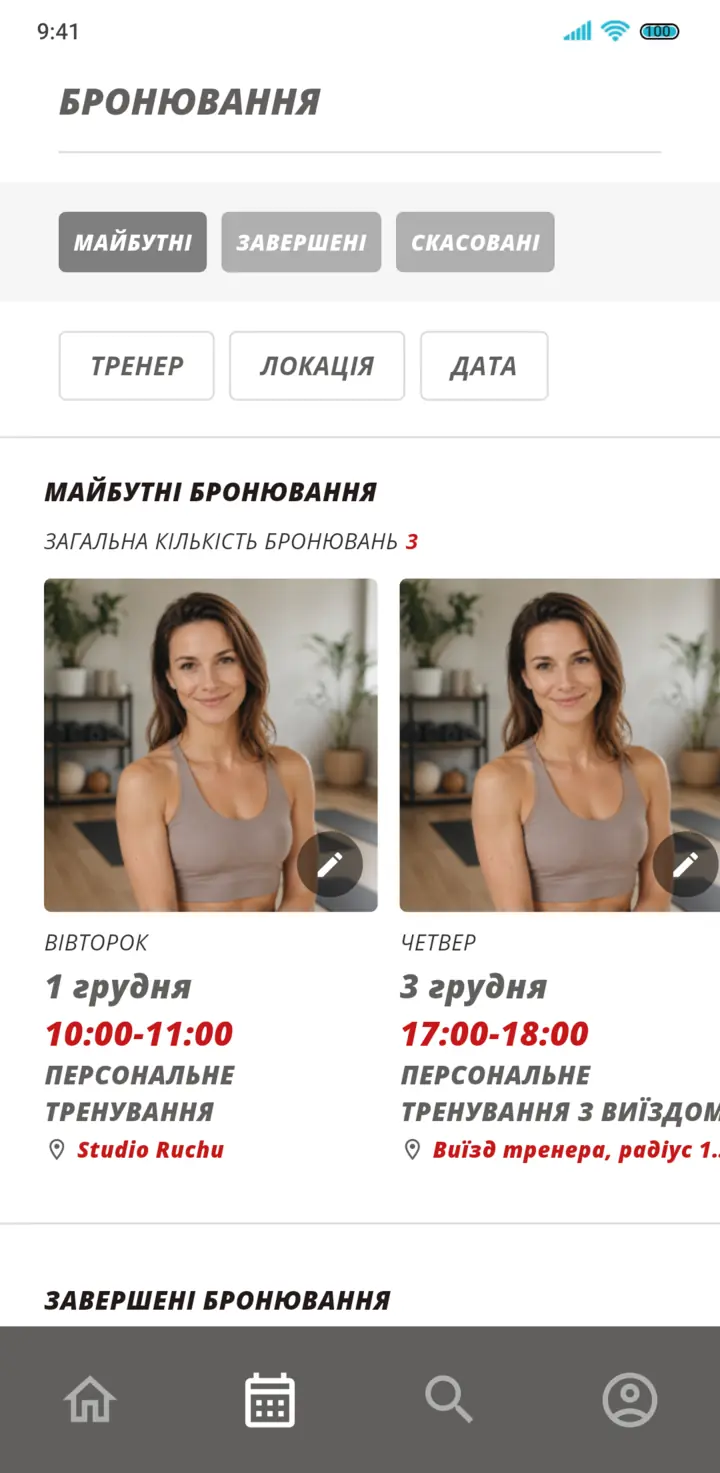 9:41
100
БРОНЮВАННЯ
МАЙБУТНІ ЗАВЕРШЕНІ СКАСОВАНІ
ТРЕНЕР ЛОКАЦІЯ ДАТА
МАЙБУТНІ БРОНЮВАННЯ
ЗАГАЛЬНА КІЛЬКІСТЬ БРОНЮВАНЬ 3
ВІВТОРОК
1 грудня
10:00-11:00
ПЕРСОНАЛЬНЕ
ТРЕНУВАННЯ
Studio Ruchu
ЧЕТВЕР
3 грудня
17:00-18:00
ПЕРСОНАЛЬНЕ
ТРЕНУВАННЯ З ВИЇЗДОМ
Виїзд тренера, радіус 1...
ЗАВЕРШЕНІ БРОНЮВАННЯ